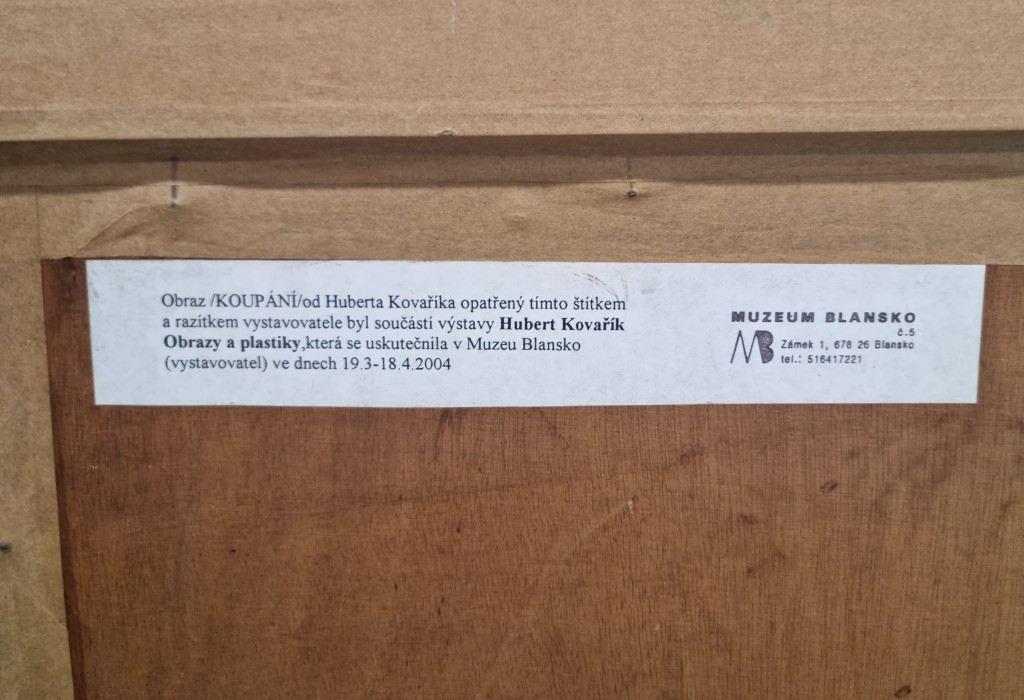 Obraz /KOUPÁNÍ/od Huberta Kovaříka opatřený tímto štítkem
a razítkem vystavovatele byl součástí výstavy Hubert Kovařík
Obrazy a plastiky,která se uskutečnila v Muzeu Blansko
(vystavovatel) ve dnech 19.3-18.4.2004
MUZEUM BLANSKO
č.5
MB
Zámek 1, 678 26 Blansko
tel.: 516417221